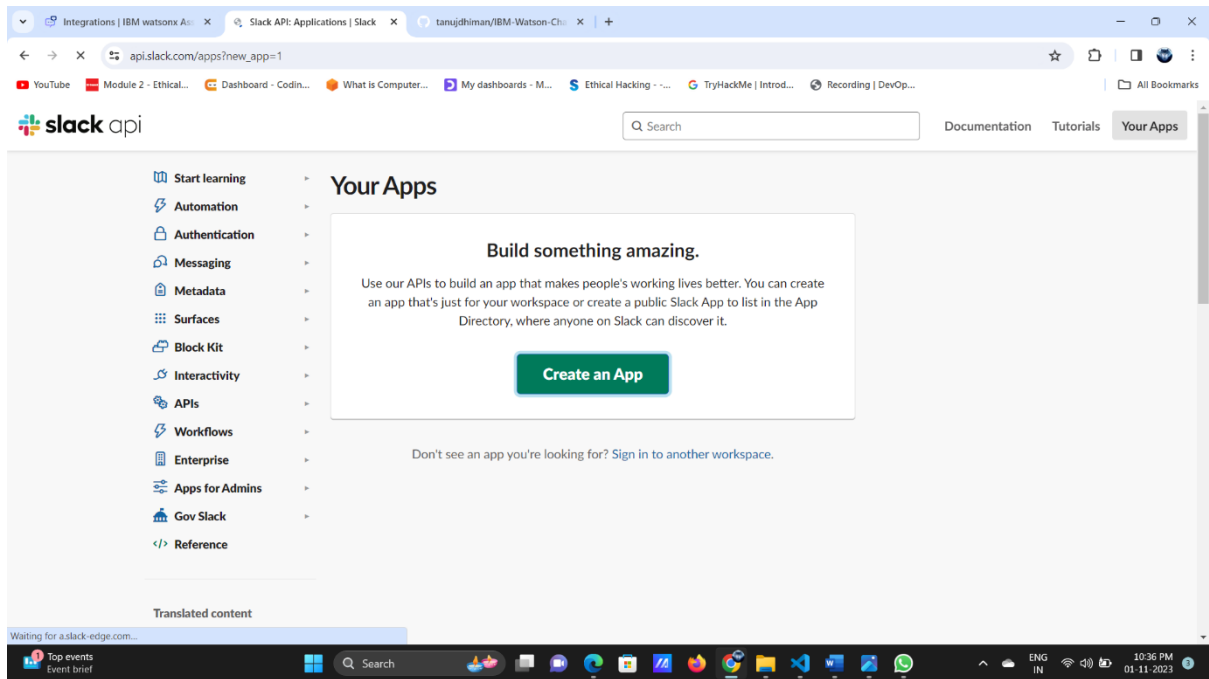 Integrations | IBM watsonx Ass
Slack API: Applications | Slack
tanujdhiman/IBM-Watson-Cha
api.slack.com/apps?new_app=1
YouTube
Module 2 - Ethical...
Dashboard - Codin...
What is Computer...
My dashboards - M...
Ethical Hacking - -...
TryHackMe | Introd...
Recording | DevOp...
All Bookmarks
slack api
Search
Documentation
Tutorials
Your Apps
Start learning
Automation
Authentication
Messaging
Metadata
Surfaces
Block Kit
Interactivity
APIs
Workflows
Enterprise
Apps for Admins
Gov Slack
Reference
Translated content
Your Apps
Build something amazing.
Use our APIs to build an app that makes people's working lives better. You can create
an app that's just for your workspace or create a public Slack App to list in the App
Directory, where anyone on Slack can discover it.
Create an App
Don't see an app you're looking for? Sign in to another workspace.
Waiting for a.slack-edge.com...
1
Top events
Event brief
Search
ENG
IN
10:36 PM
01-11-2023
3